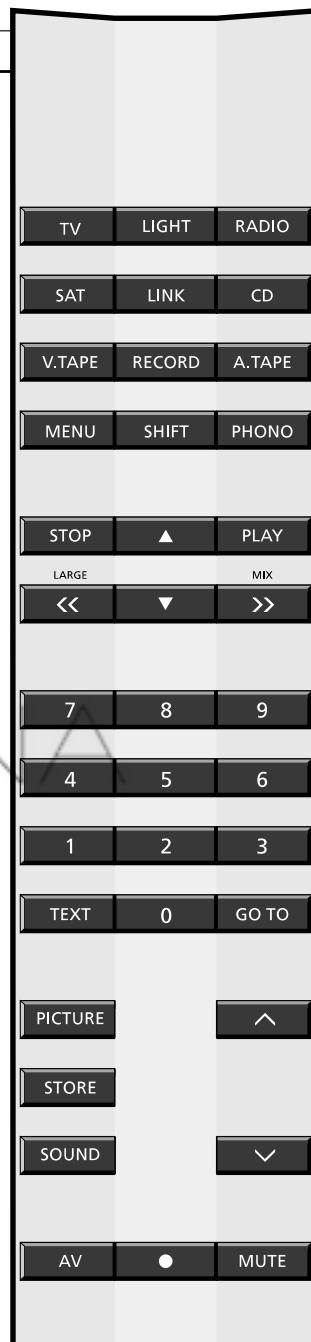 TV LIGHT RADIO
SAT LINK CD
V.TAPE RECORD A.TAPE
MENU SHIFT PHONO
STOP ▲ PLAY
LARGE MIX
<< ▼ >>
7 8 9
4 5 6
1 2 3
TEXT 0 GO TO
PICTURE
STORE
SOUND
AV ● MUTE